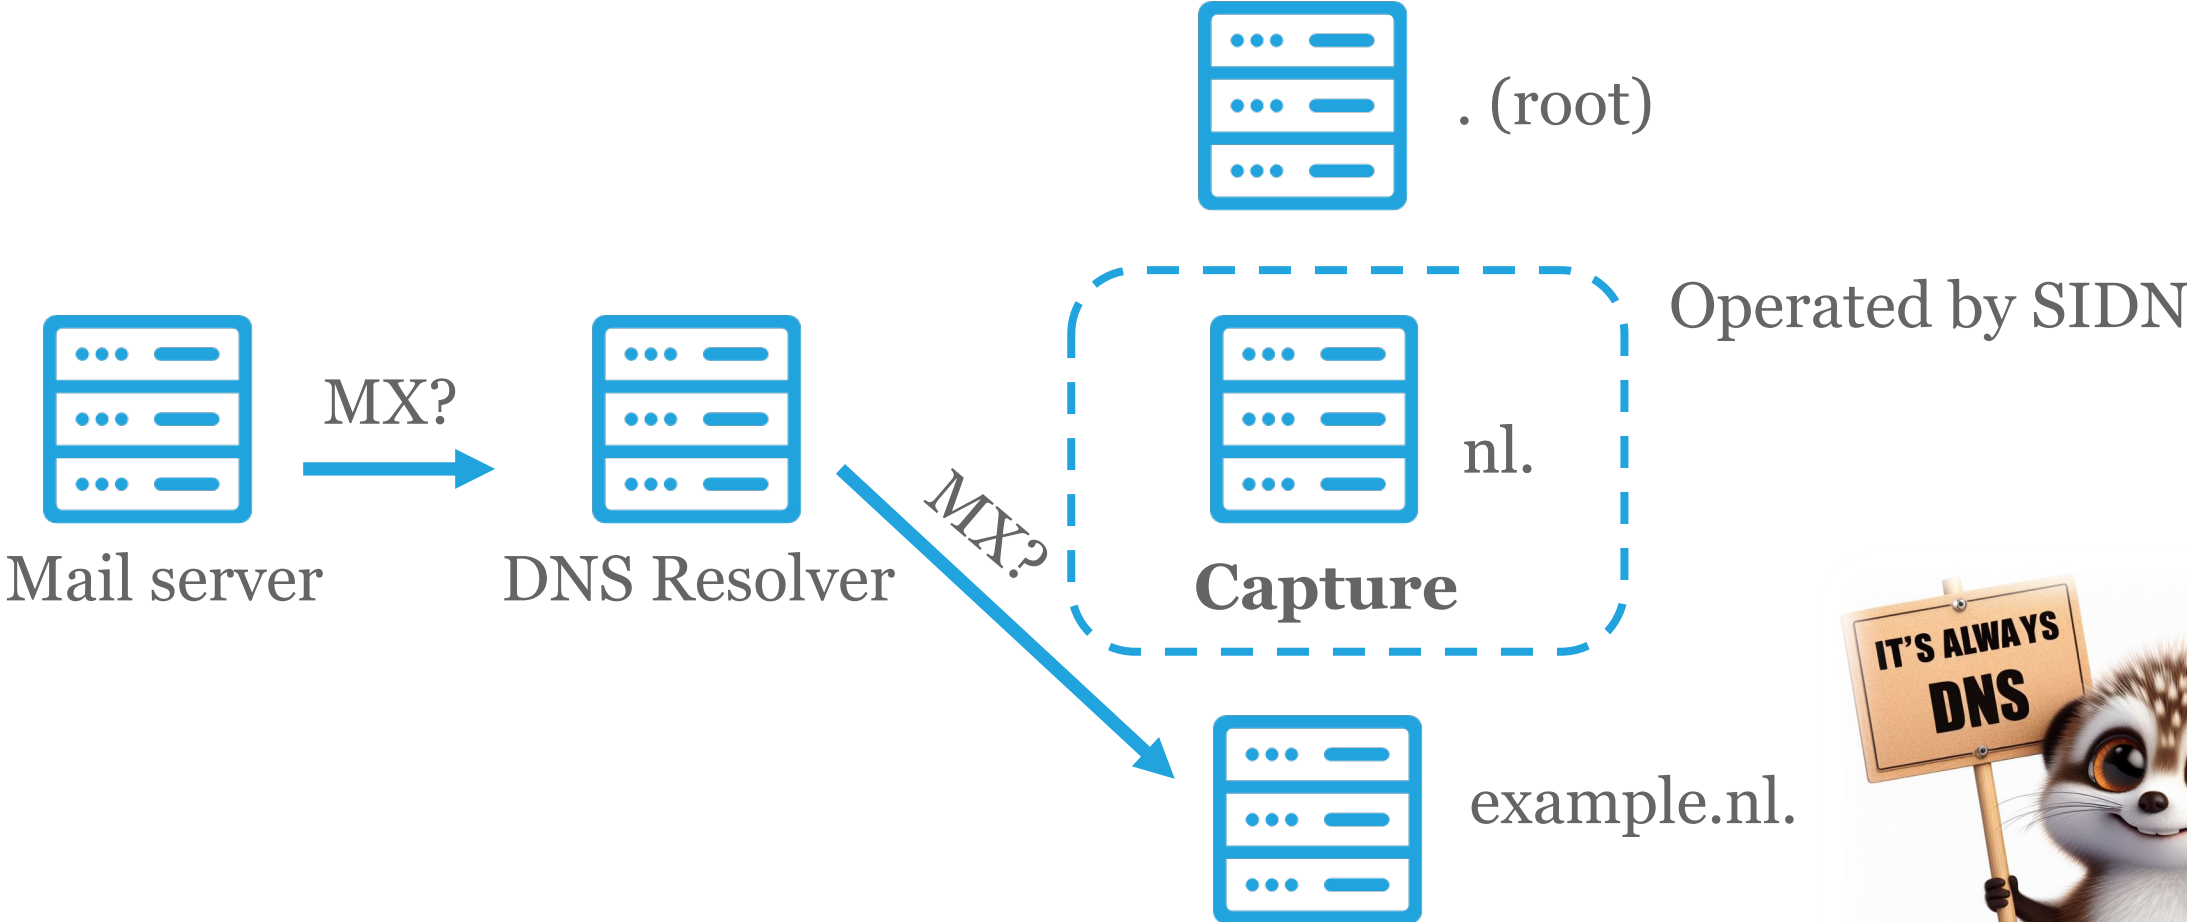 . (root)
Operated by SIDN
MX?
nl.
MX?
Mail server
DNS Resolver
Capture
IT'S ALWAYS
DNS
example.nl.